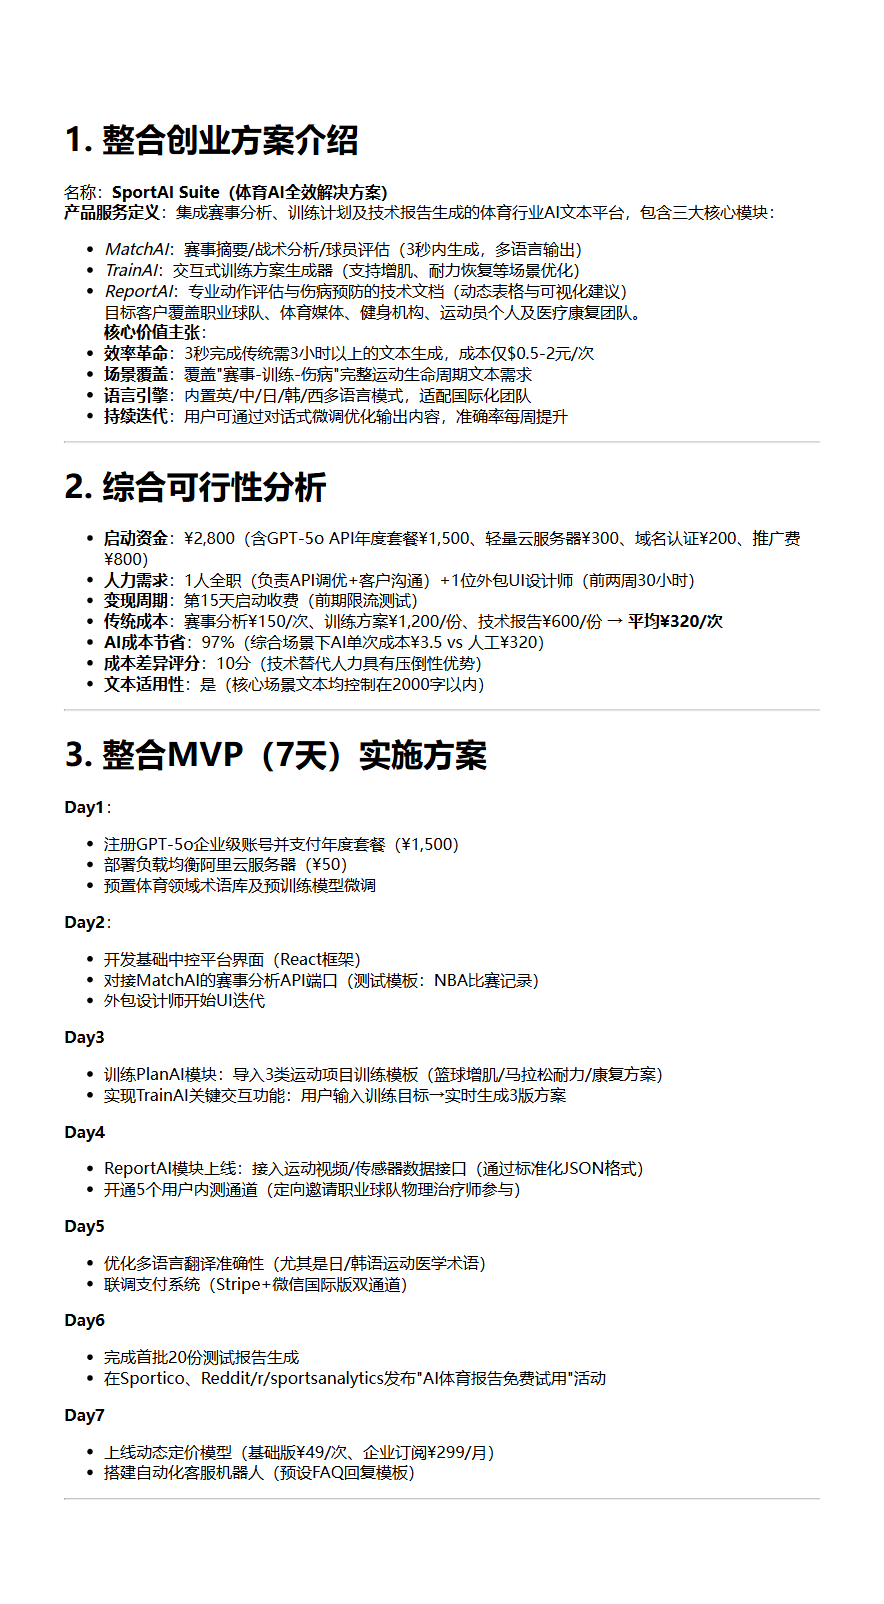 1. 整合创业方案介绍
名称：SportAI Suite（体育AI全效解决方案）
产品服务定义：集成赛事分析、训练计划及技术报告生成的体育行业AI文本平台，包含三大核心模块：
• MatchAI：赛事摘要/战术分析/球员评估（3秒内生成，多语言输出）
• TrainAI：交互式训练方案生成器（支持增肌、耐力恢复等场景优化）
• ReportAI：专业动作评估与伤病预防的技术文档（动态表格与可视化建议）
目标客户覆盖职业球队、体育媒体、健身机构、运动员个人及医疗康复团队。
核心价值主张：
• 效率革命：3秒完成传统需3小时以上的文本生成，成本仅$0.5-2元/次
• 场景覆盖：覆盖"赛事-训练-伤病"完整运动生命周期文本需求
• 语言引擎：内置英/中/日/韩/西多语言模式，适配国际化团队
• 持续迭代：用户可通过对话式微调优化输出内容，准确率每周提升
2. 综合可行性分析
• 启动资金：¥2,800（含GPT-5o API年度套餐¥1,500、轻量云服务器¥300、域名认证¥200、推广费
¥800）
• 人力需求：1人全职（负责API调优+客户沟通）+1位外包UI设计师（前两周30小时）
• 变现周期：第15天启动收费（前期限流测试）
• 传统成本：赛事分析¥150/次、训练方案¥1,200/份、技术报告¥600/份 → 平均¥320/次
• AI成本节省：97%（综合场景下AI单次成本¥3.5 vs 人工¥320）
• 成本差异评分：10分（技术替代人力具有压倒性优势）
• 文本适用性：是（核心场景文本均控制在2000字以内）
3. 整合MVP（7天）实施方案
Day1：
• 注册GPT-5o企业级账号并支付年度套餐（¥1,500）
• 部署负载均衡阿里云服务器（¥50）
• 预置体育领域术语库及预训练模型微调
Day2：
• 开发基础中控平台界面（React框架）
• 对接MatchAI的赛事分析API端口（测试模板：NBA比赛记录）
• 外包设计师开始UI迭代
Day3
• 训练PlanAI模块：导入3类运动项目训练模板（篮球增肌/马拉松耐力/康复方案）
• 实现TrainAI关键交互功能：用户输入训练目标→实时生成3版方案
Day4
• ReportAI模块上线：接入运动视频/传感器数据接口（通过标准化JSON格式）
• 开通5个用户内测通道（定向邀请职业球队物理治疗师参与）
Day5
• 优化多语言翻译准确性（尤其是日/韩语运动医学术语）
• 联调支付系统（Stripe+微信国际版双通道）
Day6
• 完成首批20份测试报告生成
• 在Sportico、Reddit/r/sportsanalytics发布"AI体育报告免费试用"活动
Day7
• 上线动态定价模型（基础版¥49/次、企业订阅¥299/月）
• 搭建自动化客服机器人（预设FAQ回复模板）